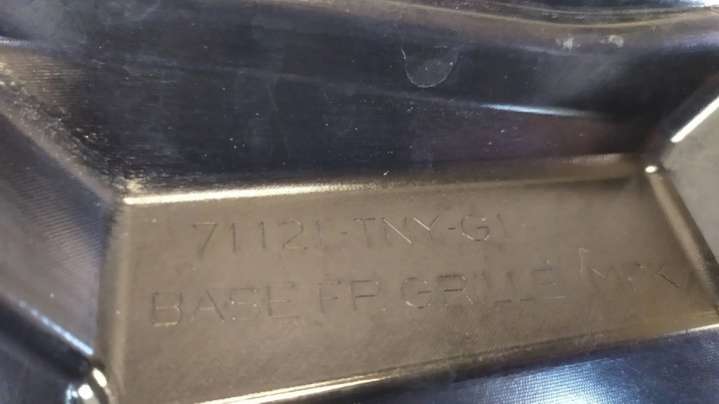 71121-TNY-G1
BASE FR. GRILLE